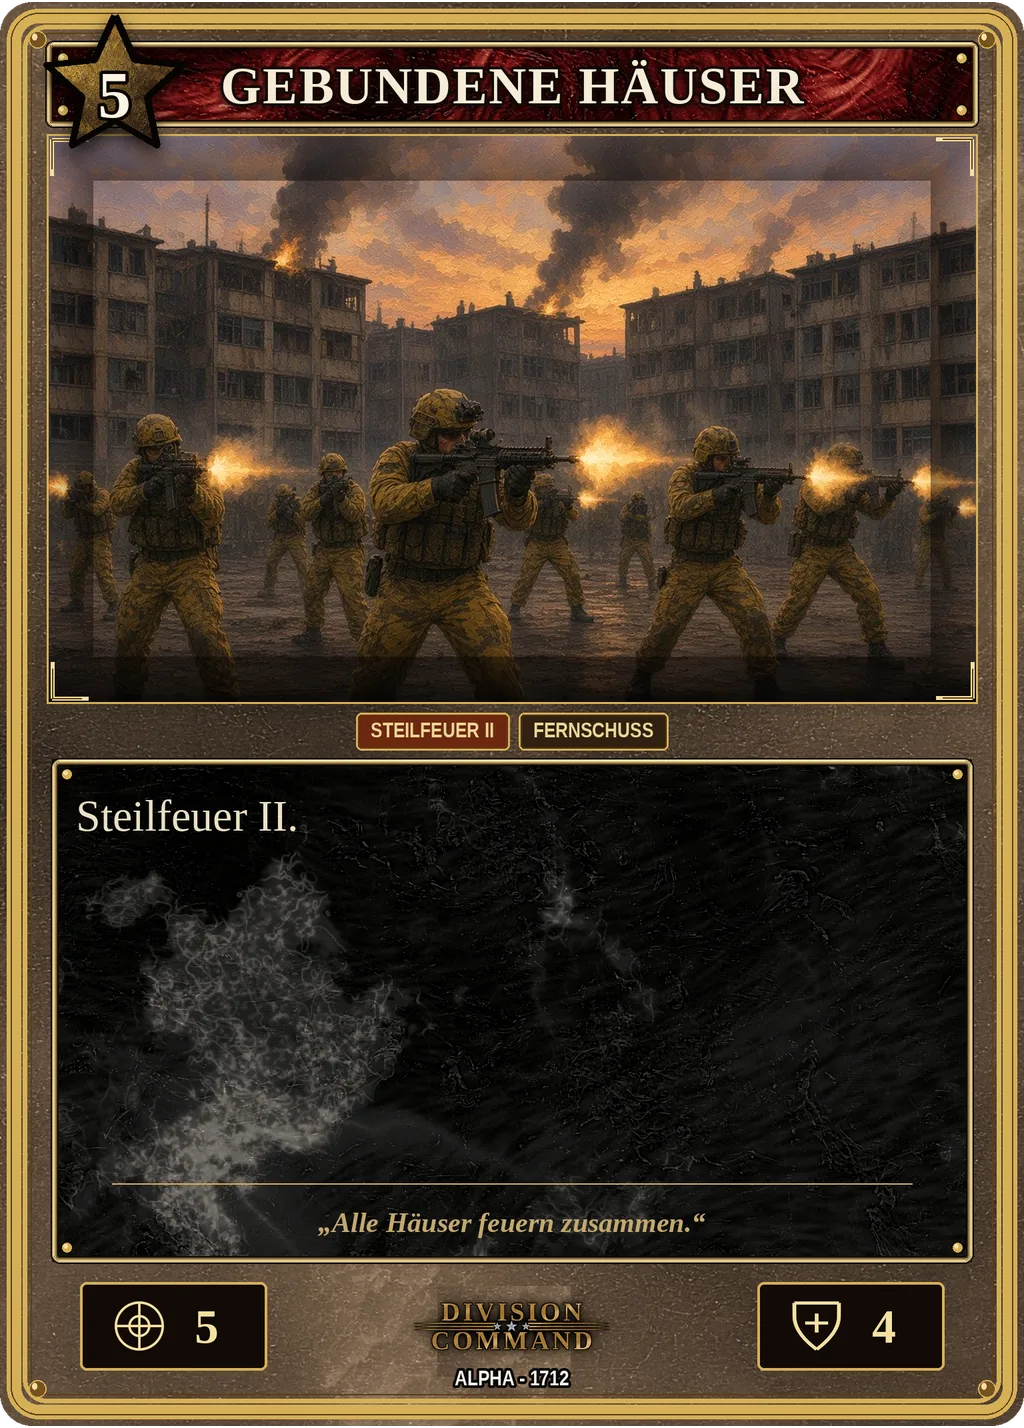 5
GEBUNDENE HÄUSER
STEILFEUER II
FERNSCHUSS
Steilfeuer II.
„Alle Häuser feuern zusammen.“
5
DIVISION
COMMAND
ALPHA - 1712
4